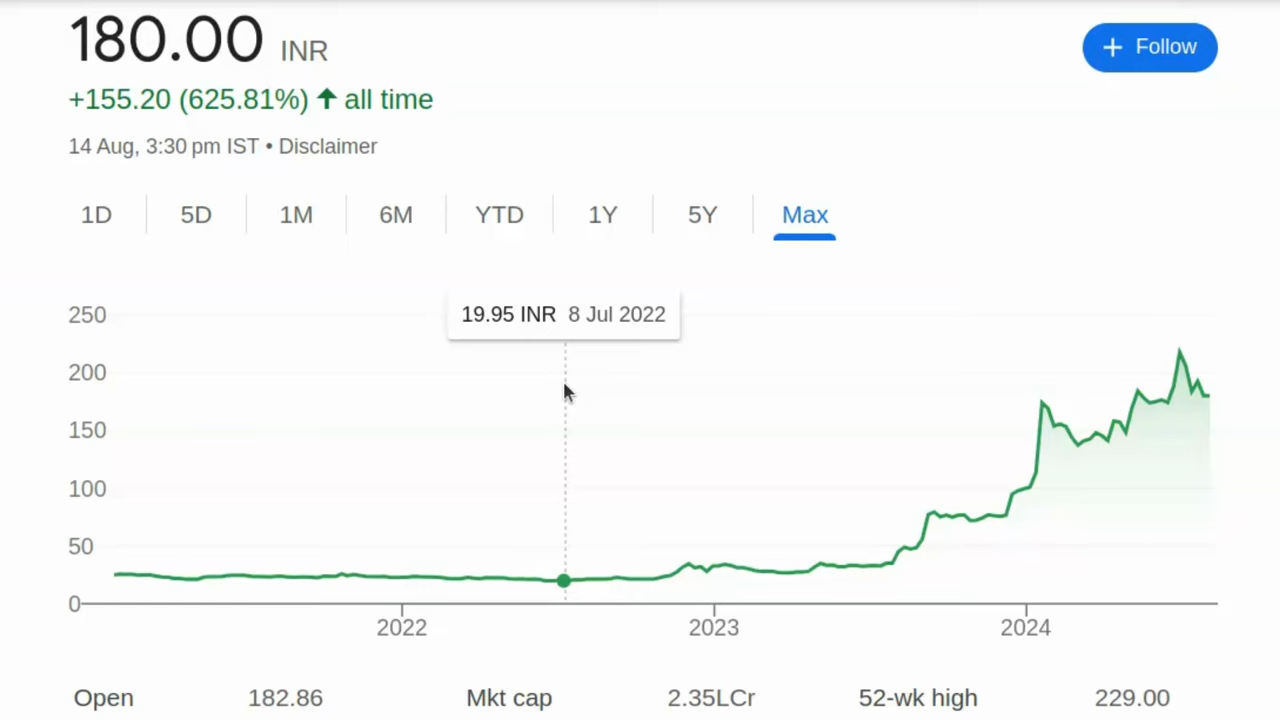 180.00 INR
+ Follow
+155.20 (625.81%) ↑ all time
14 Aug, 3:30 pm IST • Disclaimer
1D 5D 1M 6M YTD 1Y 5Y Max
19.95 INR 8 Jul 2022
250
200
150
100
50
0
2022 2023 2024
Open 182.86 Mkt cap 2.35LCr 52-wk high 229.00